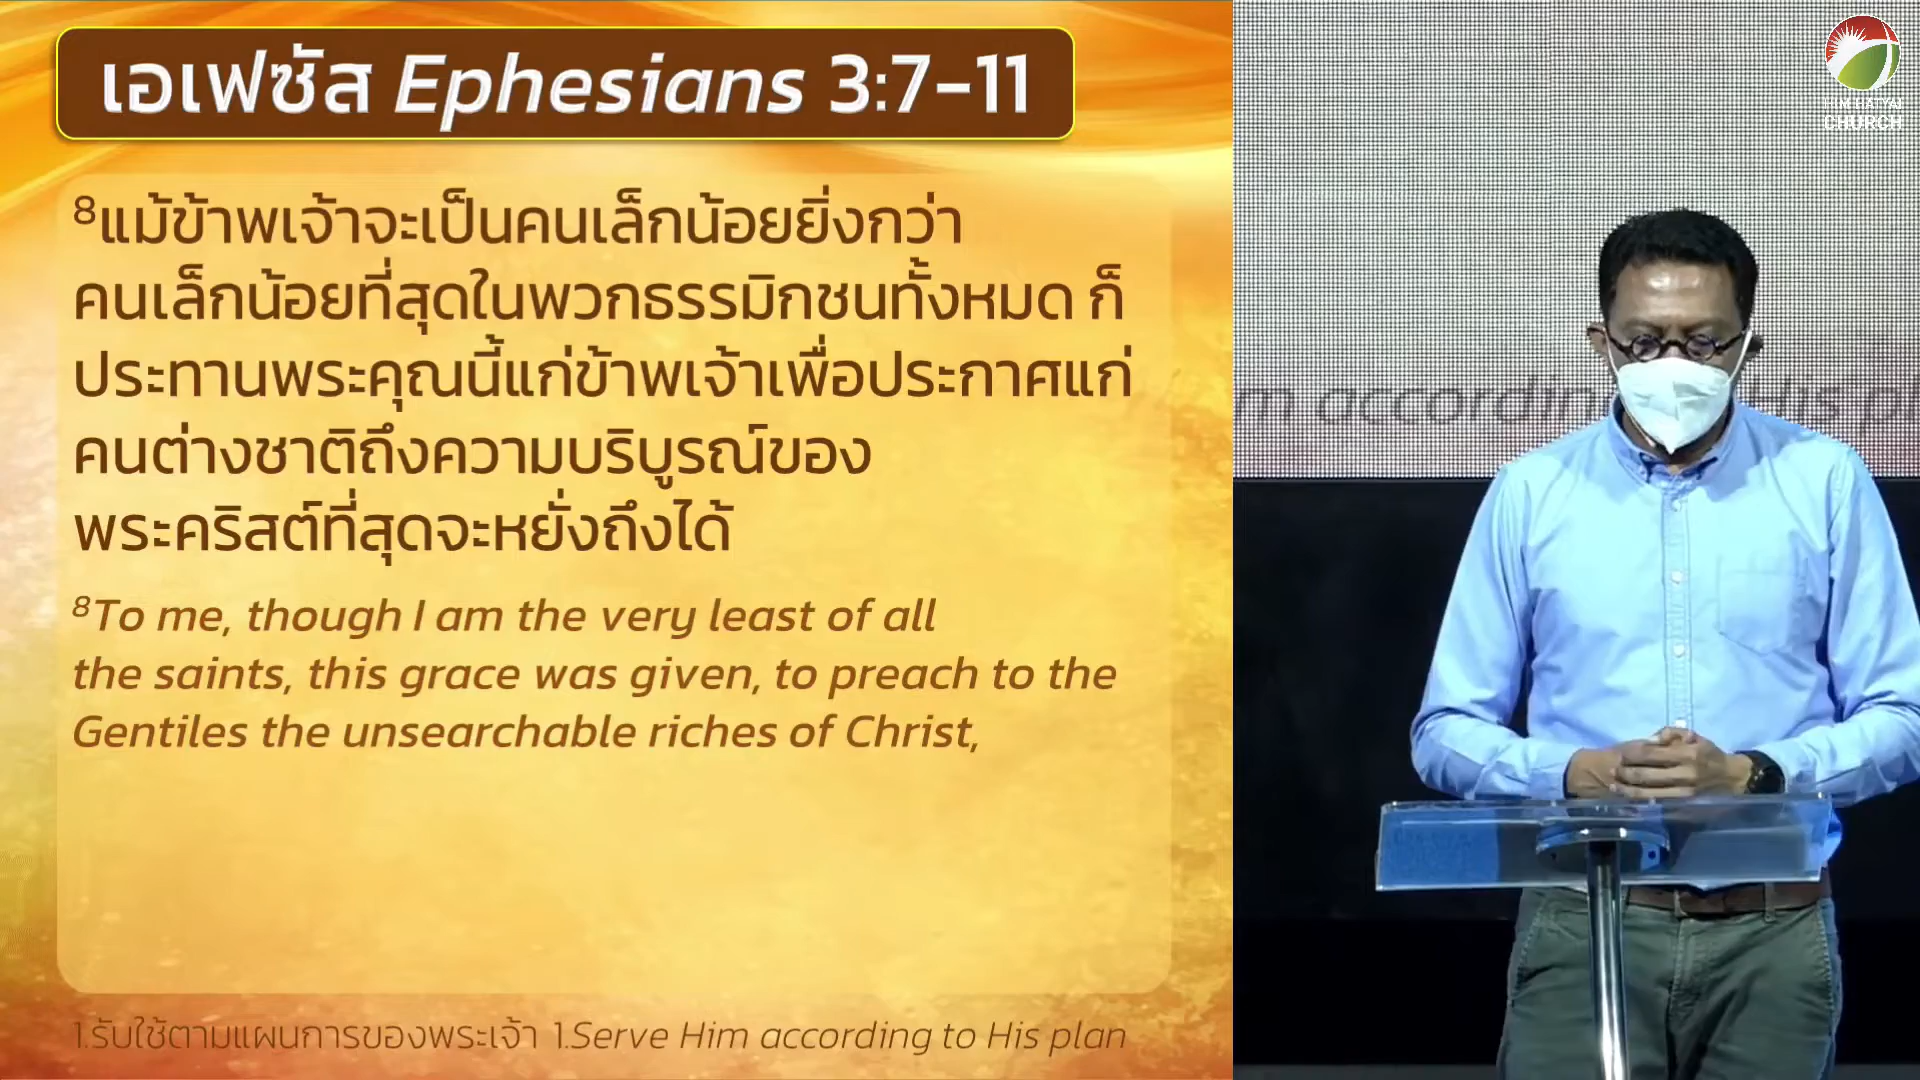 เอเฟซัส Ephesians 3:7-11
⁸แม้ข้าพเจ้าจะเป็นคนเล็กน้อยยิ่งกว่า
คนเล็กน้อยที่สุดในพวกธรรมิกชนทั้งหมด ก็
ประทานพระคุณนี้แก่ข้าพเจ้าเพื่อประกาศแก่
คนต่างชาติถึงความบริบูรณ์ของ
พระคริสต์ที่สุดจะหยั่งถึงได้
⁸To me, though I am the very least of all
the saints, this grace was given, to preach to the
Gentiles the unsearchable riches of Christ,
1.รับใช้ตามแผนการของพระเจ้า 1.Serve Him according to His plan
HIM HATYAI
CHURCH
m according His pl